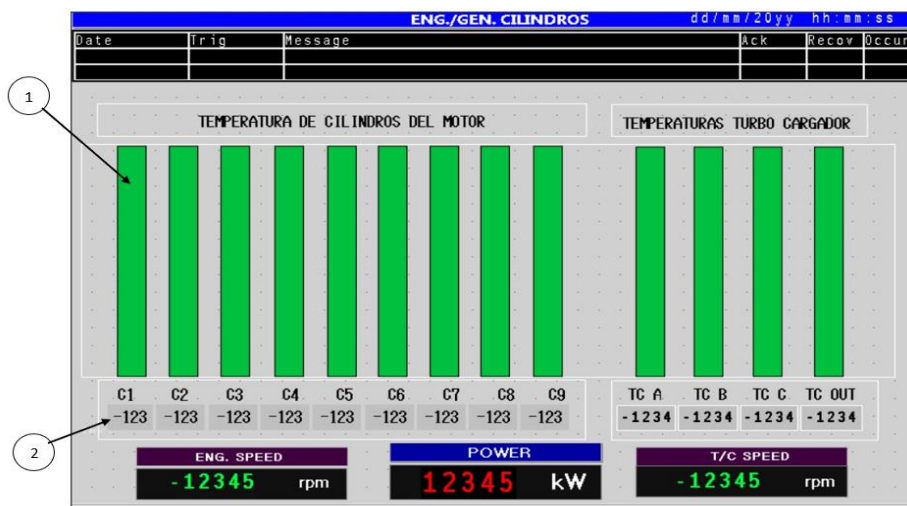 ENG./GEN. CILINDROS dd/mm/20yy hh:mm:ss
Date Trig Message Ack Recov Occur
1
TEMPERATURA DE CILINDROS DEL MOTOR TEMPERATURAS TURBO CARGADOR
C1 C2 C3 C4 C5 C6 C7 C8 C9 TC A TC B TC C TC OUT
-123 -123 -123 -123 -123 -123 -123 -123 -123 -1234 -1234 -1234 -1234
2
ENG. SPEED POWER T/C SPEED
-12345 rpm 12345 kW -12345 rpm